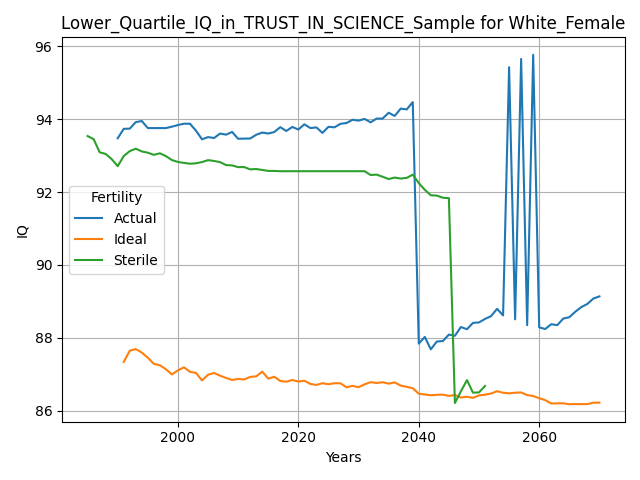 Lower_Quartile_IQ_in_TRUST_IN_SCIENCE_Sample for White_Female
96
94
92
90
88
86
IQ
Fertility
Actual
Ideal
Sterile
2000
2020
2040
2060
Years